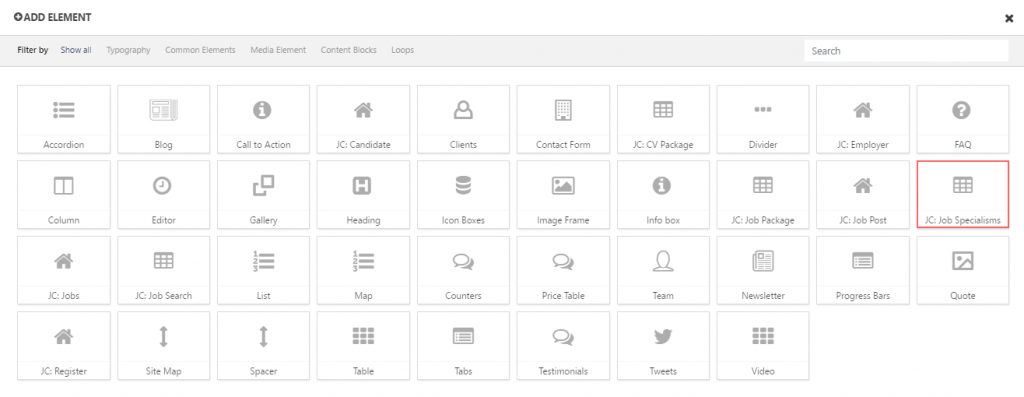 ADD ELEMENT
Filter by Show all Typography Common Elements Media Element Content Blocks Loops Search
Accordion Blog Call to Action JC: Candidate Clients Contact Form JC: CV Package Divider JC: Employer FAQ
Column Editor Gallery Heading Icon Boxes Image Frame Info box JC: Job Package JC: Job Post JC: Job Specialisms
JC: Jobs JC: Job Search List Map Counters Price Table Team Newsletter Progress Bars Quote
JC: Register Site Map Spacer Table Tabs Testimonials Tweets Video